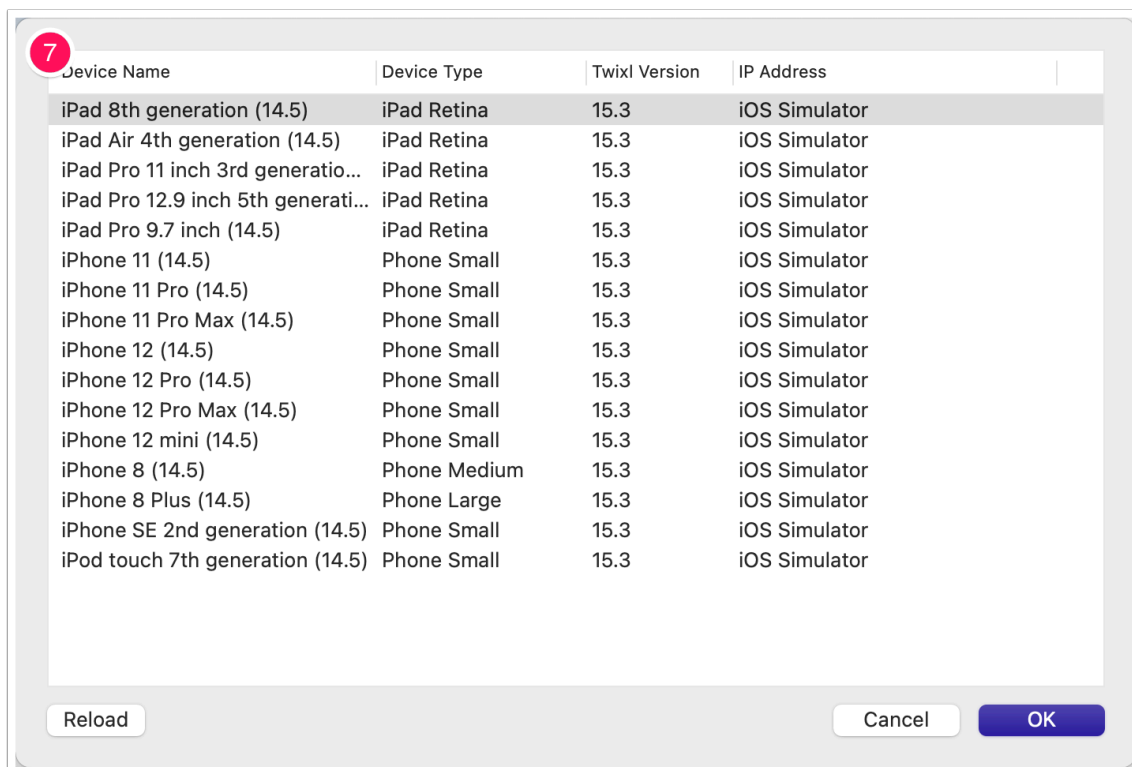 7
Device Name Device Type Twixl Version IP Address
iPad 8th generation (14.5) iPad Retina 15.3 iOS Simulator
iPad Air 4th generation (14.5) iPad Retina 15.3 iOS Simulator
iPad Pro 11 inch 3rd generatio... iPad Retina 15.3 iOS Simulator
iPad Pro 12.9 inch 5th generati... iPad Retina 15.3 iOS Simulator
iPad Pro 9.7 inch (14.5) iPad Retina 15.3 iOS Simulator
iPhone 11 (14.5) Phone Small 15.3 iOS Simulator
iPhone 11 Pro (14.5) Phone Small 15.3 iOS Simulator
iPhone 11 Pro Max (14.5) Phone Small 15.3 iOS Simulator
iPhone 12 (14.5) Phone Small 15.3 iOS Simulator
iPhone 12 Pro (14.5) Phone Small 15.3 iOS Simulator
iPhone 12 Pro Max (14.5) Phone Small 15.3 iOS Simulator
iPhone 12 mini (14.5) Phone Small 15.3 iOS Simulator
iPhone 8 (14.5) Phone Medium 15.3 iOS Simulator
iPhone 8 Plus (14.5) Phone Large 15.3 iOS Simulator
iPhone SE 2nd generation (14.5) Phone Small 15.3 iOS Simulator
iPod touch 7th generation (14.5) Phone Small 15.3 iOS Simulator
Reload Cancel OK